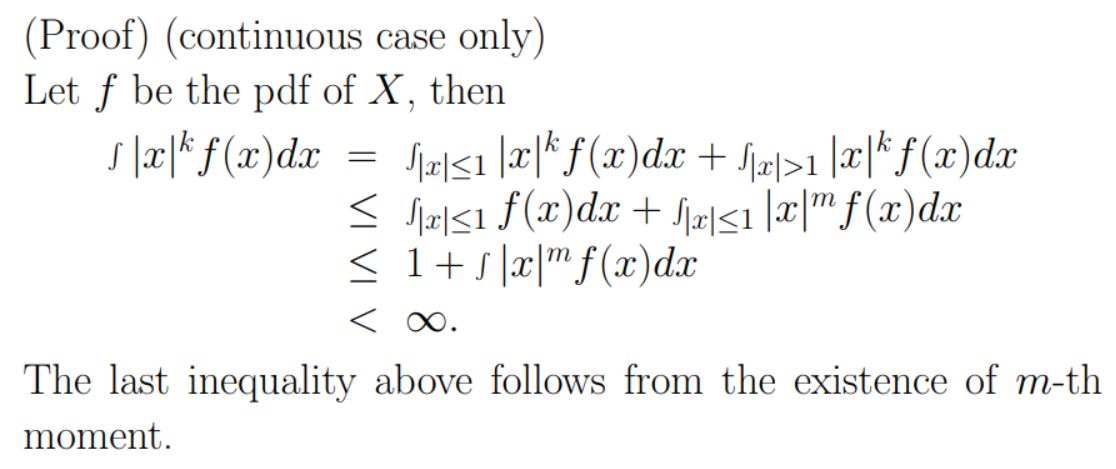 (Proof) (continuous case only)
Let f be the pdf of X, then
∫ |x|^k f(x)dx = ∫_{|x|≤1} |x|^k f(x)dx + ∫_{|x|>1} |x|^k f(x)dx
≤ ∫_{|x|≤1} f(x)dx + ∫_{|x|≤1} |x|^m f(x)dx
≤ 1 + ∫ |x|^m f(x)dx
< ∞.
The last inequality above follows from the existence of m-th
moment.